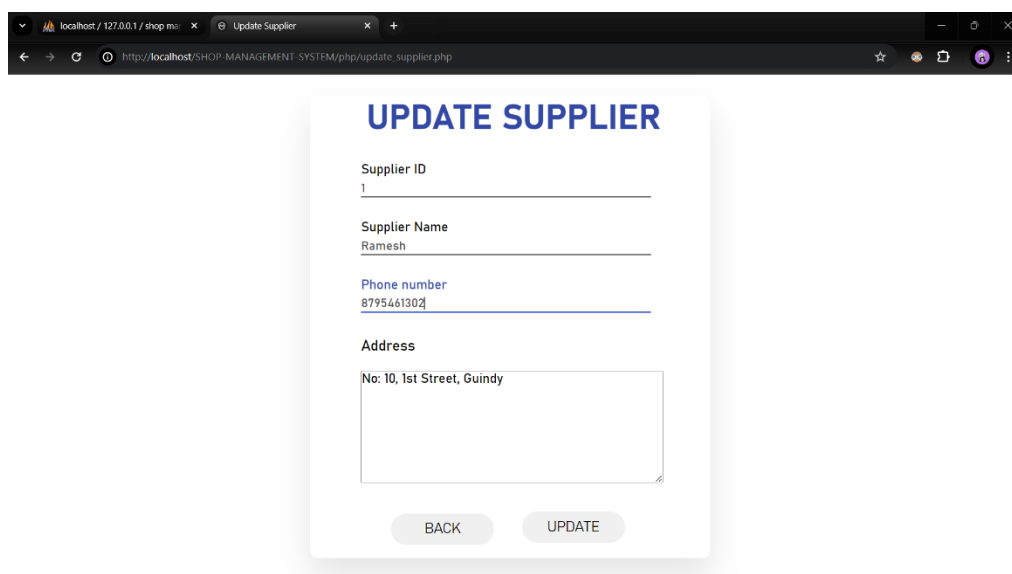 localhost / 127.0.0.1 / shop ma
Update Supplier
http://localhost/SHOP-MANAGEMENT-SYSTEM/php/update_supplier.php
UPDATE SUPPLIER
Supplier ID
1
Supplier Name
Ramesh
Phone number
8795461302
Address
No: 10, 1st Street, Guindy
BACK UPDATE